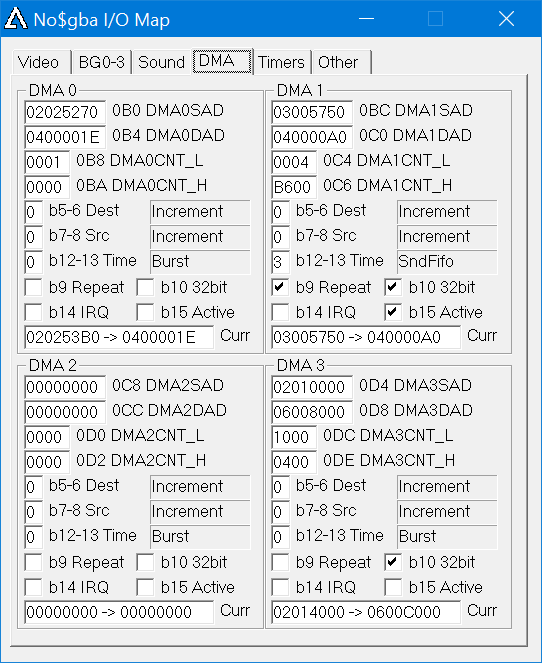 No$gba I/O Map
Video BG0-3 Sound DMA Timers Other
DMA 0
02025270 0B0 DMA0SAD
0400001E 0B4 DMA0DAD
0001 0B8 DMA0CNT_L
0000 0BA DMA0CNT_H
0 b5-6 Dest Increment
0 b7-8 Src Increment
0 b12-13 Time Burst
b9 Repeat b10 32bit
b14 IRQ b15 Active
020253B0 -> 0400001E Curr
DMA 1
03005750 0BC DMA1SAD
040000A0 0C0 DMA1DAD
0004 0C4 DMA1CNT_L
B600 0C6 DMA1CNT_H
0 b5-6 Dest Increment
0 b7-8 Src Increment
3 b12-13 Time SndFifo
b9 Repeat b10 32bit
b14 IRQ b15 Active
03005750 -> 040000A0 Curr
DMA 2
00000000 0C8 DMA2SAD
00000000 0CC DMA2DAD
0000 0D0 DMA2CNT_L
0000 0D2 DMA2CNT_H
0 b5-6 Dest Increment
0 b7-8 Src Increment
0 b12-13 Time Burst
b9 Repeat b10 32bit
b14 IRQ b15 Active
00000000 -> 00000000 Curr
DMA 3
02010000 0D4 DMA3SAD
06008000 0D8 DMA3DAD
1000 0DC DMA3CNT_L
0400 0DE DMA3CNT_H
0 b5-6 Dest Increment
0 b7-8 Src Increment
0 b12-13 Time Burst
b9 Repeat b10 32bit
b14 IRQ b15 Active
02014000 -> 0600C000 Curr